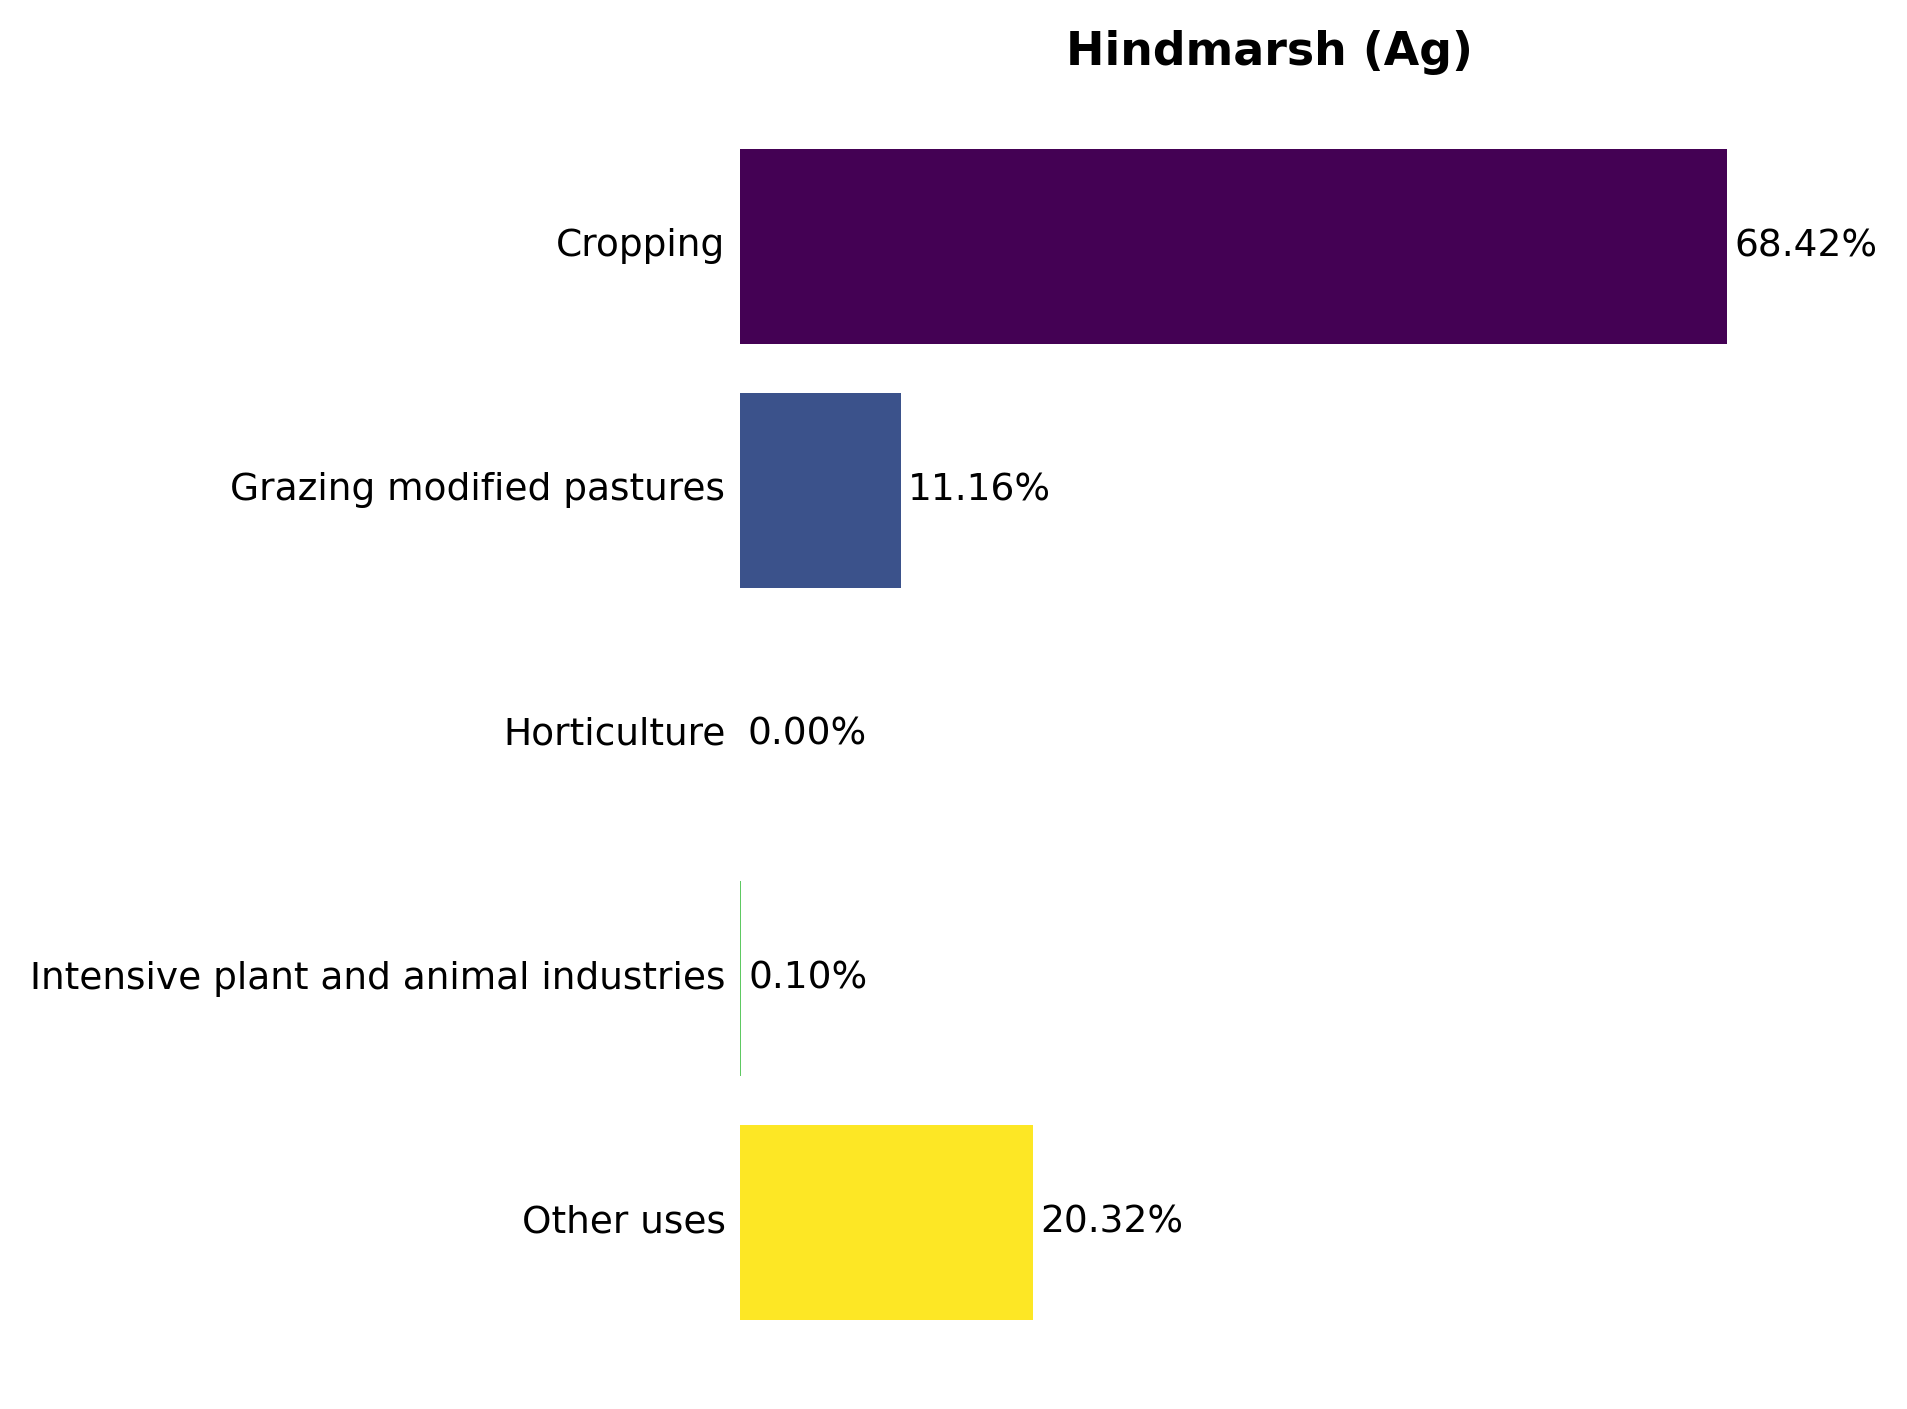 Hindmarsh (Ag)
Cropping 68.42%
Grazing modified pastures 11.16%
Horticulture 0.00%
Intensive plant and animal industries 0.10%
Other uses 20.32%